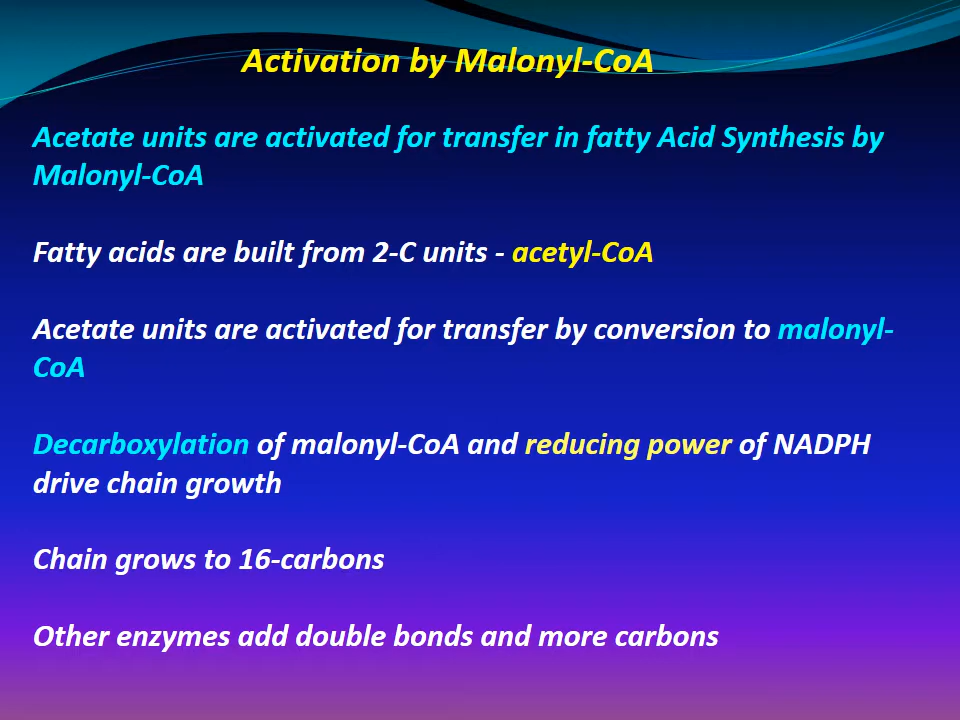 Activation by Malonyl-CoA
Acetate units are activated for transfer in fatty Acid Synthesis by
Malonyl-CoA
Fatty acids are built from 2-C units - acetyl-CoA
Acetate units are activated for transfer by conversion to malonyl-
CoA
Decarboxylation of malonyl-CoA and reducing power of NADPH
drive chain growth
Chain grows to 16-carbons
Other enzymes add double bonds and more carbons